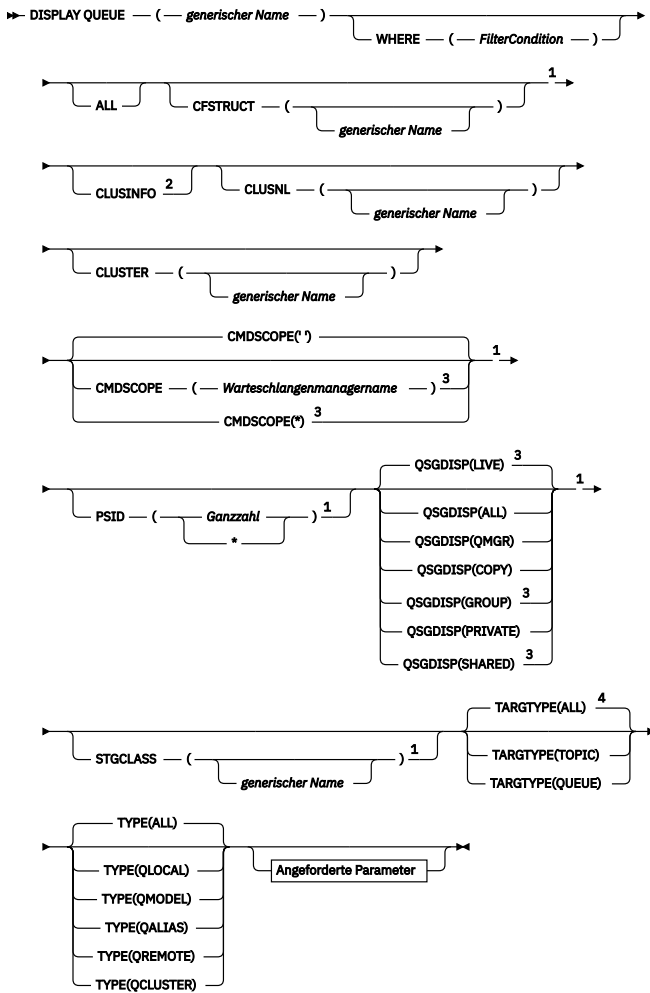 DISPLAY QUEUE — ( — generischer Name — )
WHERE — ( — FilterCondition — )
ALL CFSTRUCT ( generischer Name ) 1
CLUSINFO 2 CLUSNL — ( generischer Name )
CLUSTER — ( generischer Name )
CMDSCOPE(' ')
CMDSCOPE — ( — Warteschlangenmanagername — ) 3 1
CMDSCOPE(*) 3
PSID — ( Ganzzahl ) 1
*
QSGDISP(LIVE) 3
1
QSGDISP(ALL)
QSGDISP(QMGR)
QSGDISP(COPY)
QSGDISP(GROUP) 3
QSGDISP(PRIVATE)
QSGDISP(SHARED) 3
STGCLASS — ( generischer Name ) 1
TARGTYPE(ALL) 4
TARGTYPE(TOPIC)
TARGTYPE(QUEUE)
TYPE(ALL)
TYPE(QLOCAL)
TYPE(QMODEL)
TYPE(QALIAS)
TYPE(QREMOTE)
TYPE(QCLUSTER)
Angeforderte Parameter